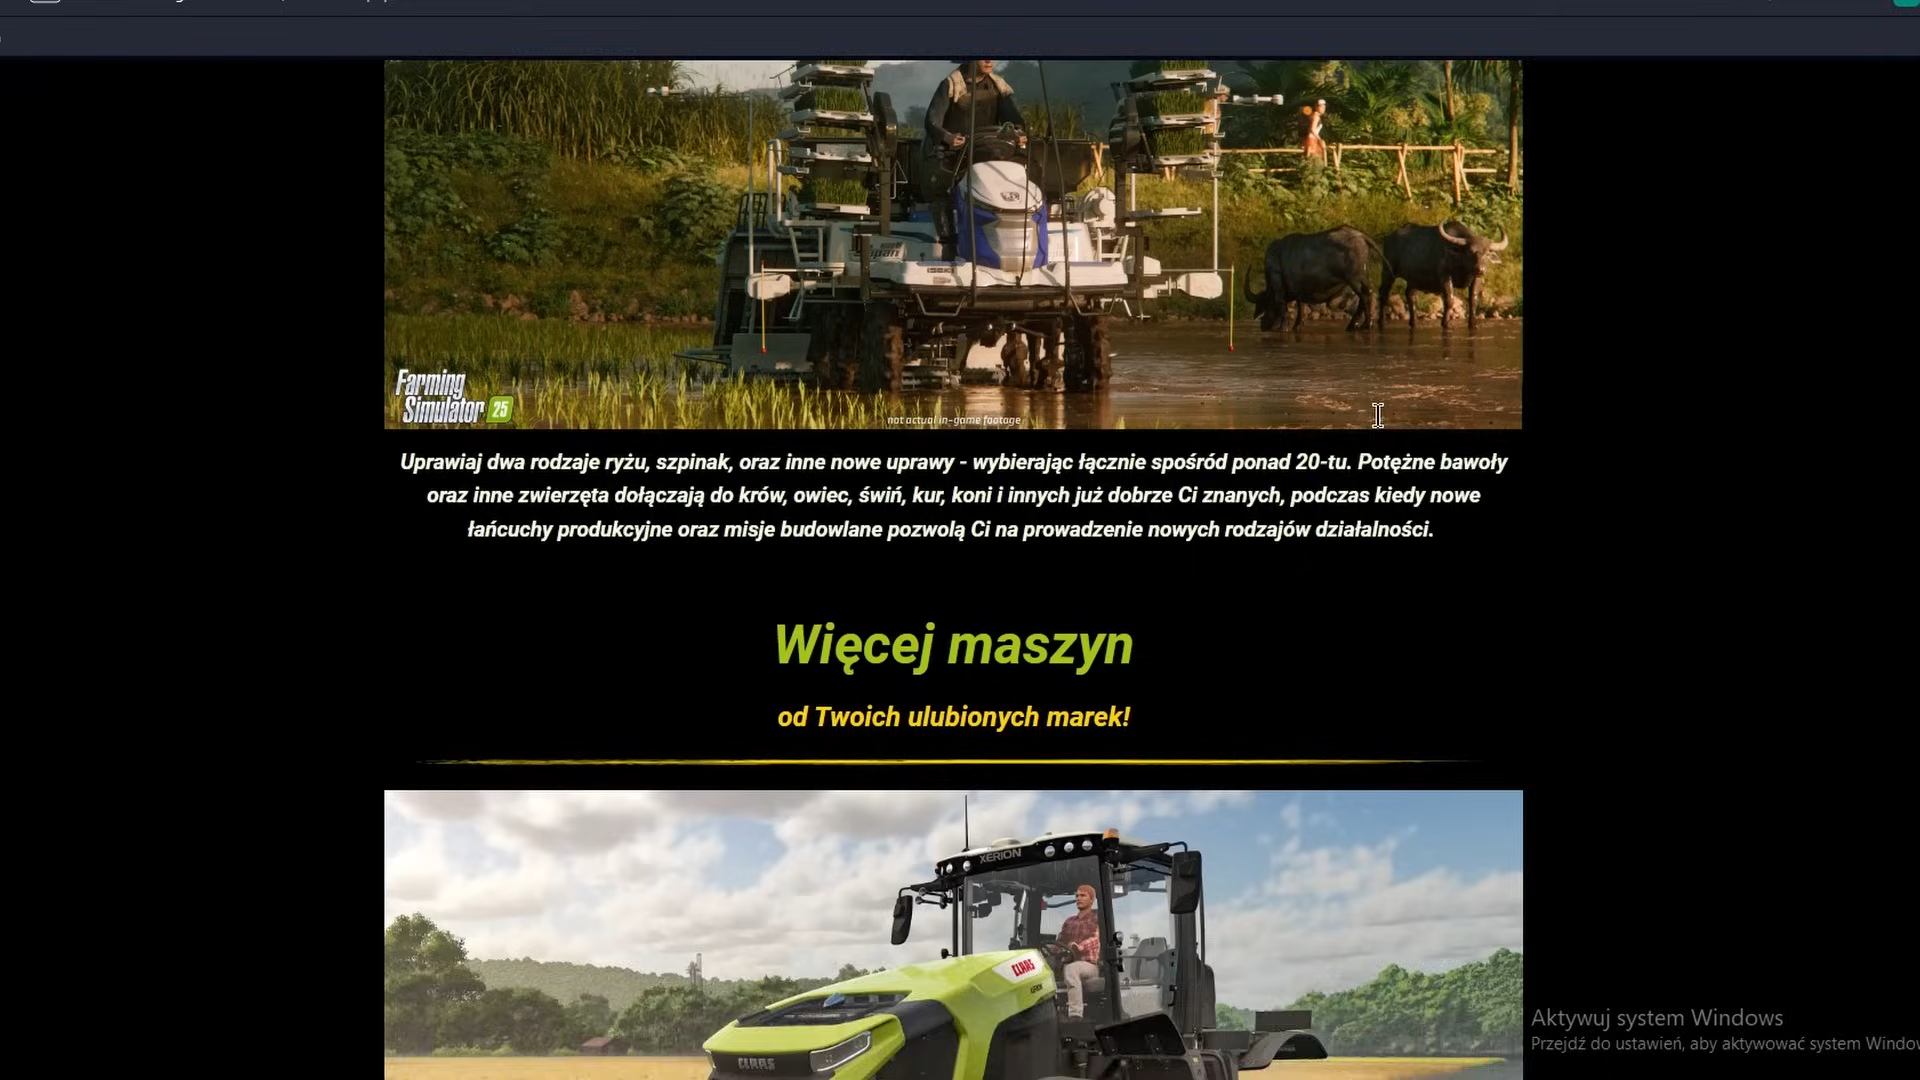 Farming
Simulator 25
not actual in-game footage
Uprawiaj dwa rodzaje ryżu, szpinak, oraz inne nowe uprawy - wybierając łącznie spośród ponad 20-tu. Potężne bawoły
oraz inne zwierzęta dołączają do krów, owiec, świń, kur, koni i innych już dobrze Ci znanych, podczas kiedy nowe
łańcuchy produkcyjne oraz misje budowlane pozwolą Ci na prowadzenie nowych rodzajów działalności.
Więcej maszyn
od Twoich ulubionych marek!
XERION
CLAAS
XERION
CLAAS
Aktywuj system Windows
Przejdź do ustawień, aby aktywować system